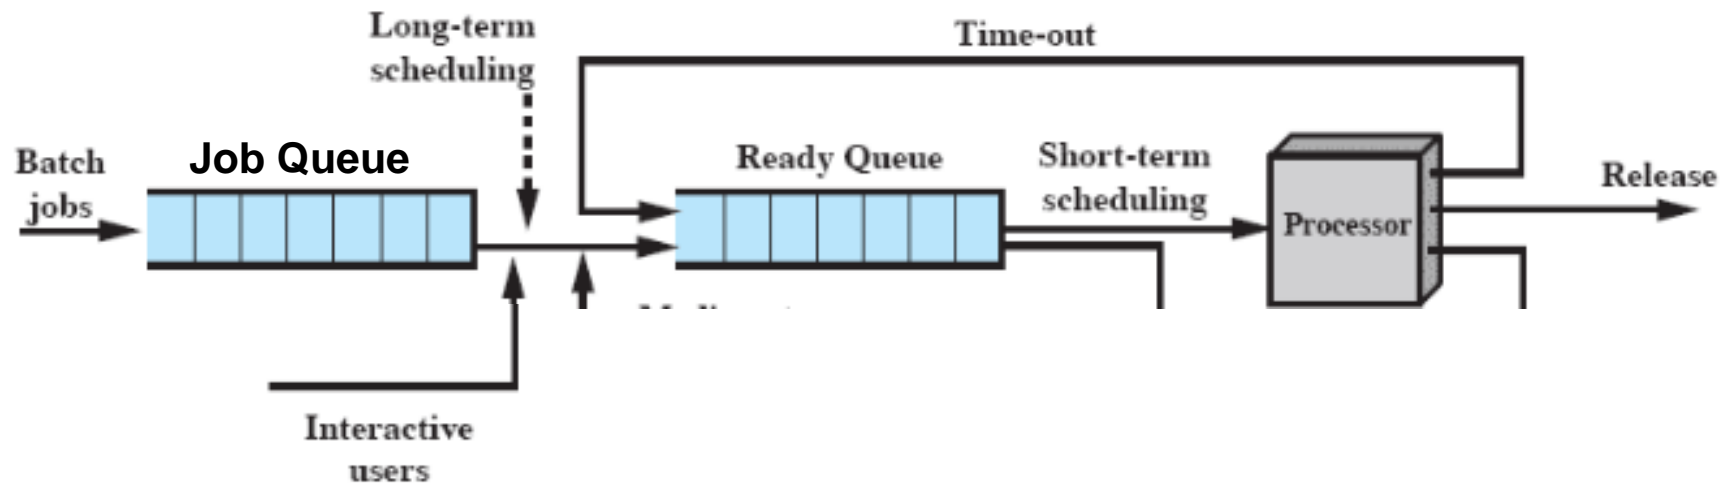 Long-term
scheduling
Time-out
Batch
jobs
Job Queue
Ready Queue
Short-term
scheduling
Processor
Release
Interactive
users